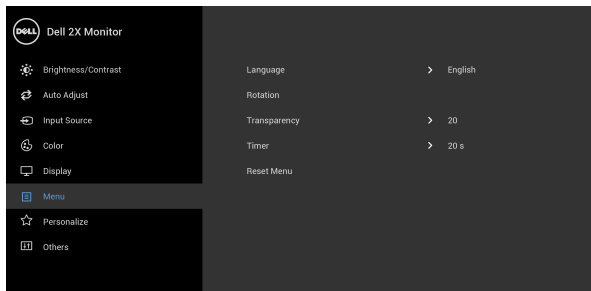 DELL Dell 2X Monitor
Brightness/Contrast
Auto Adjust
Input Source
Color
Display
Menu
Personalize
Others
Language English
Rotation
Transparency 20
Timer 20 s
Reset Menu